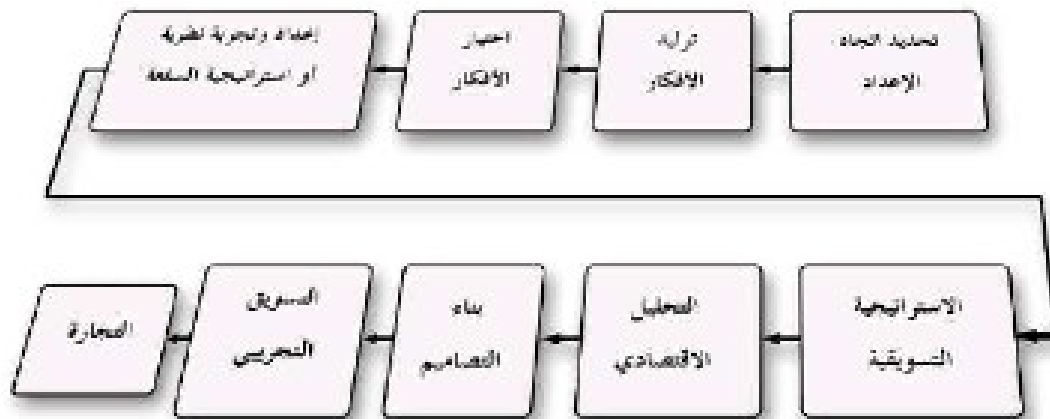 تحديد اتجاه
الإعداد
توليد
الأفكار
اختيار
الأفكار
إعداد وتجربة نظرية
أو استراتيجية السلعة
الاستراتيجية
التسويقية
التحليل
الاقتصادي
بناء
التصاميم
التسويق
التجريبي
التجارة